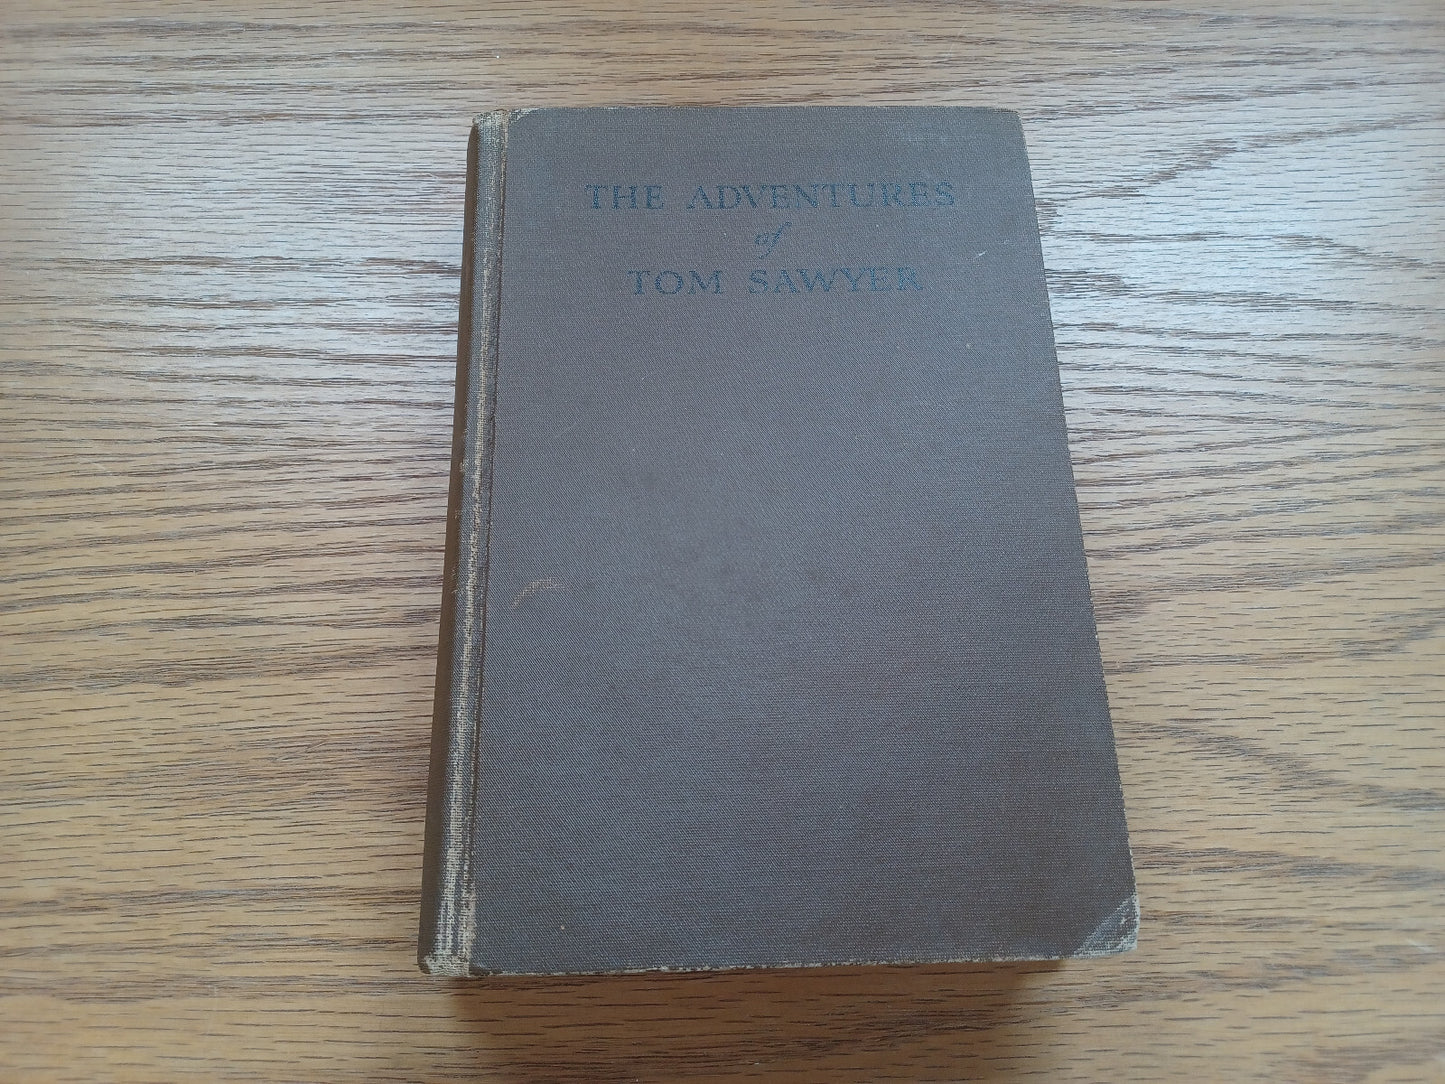 THE ADVENTURES
of
TOM SAWYER